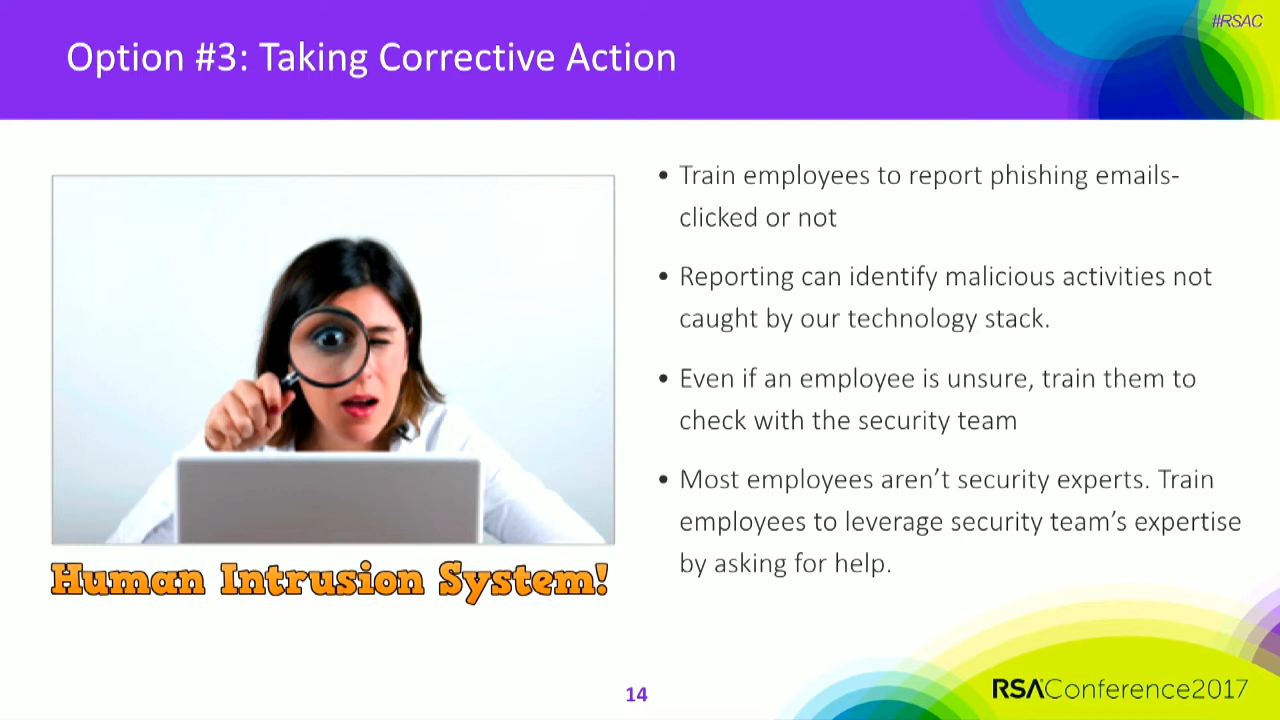 #RSAC
Option #3: Taking Corrective Action
• Train employees to report phishing emails-
clicked or not
• Reporting can identify malicious activities not
caught by our technology stack.
• Even if an employee is unsure, train them to
check with the security team
• Most employees aren’t security experts. Train
employees to leverage security team’s expertise
by asking for help.
Human Intrusion System!
14
RSAConference2017